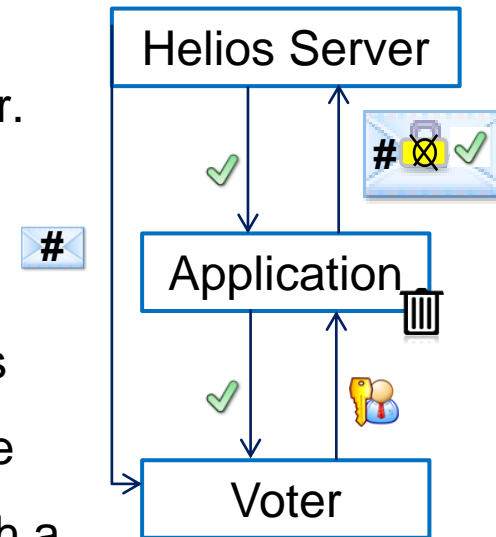 Helios Server
r.
#
#
Application
s
e
Voter
h a